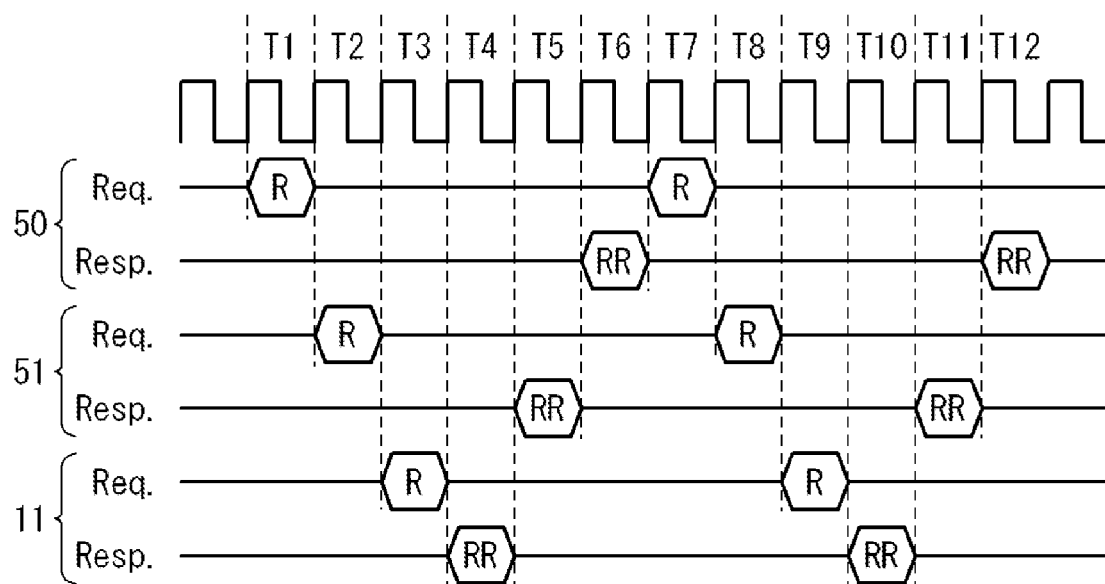 T1 T2 T3 T4 T5 T6 T7 T8 T9 T10 T11 T12
Req. R R
50
Resp. RR RR
Req. R R
51
Resp. RR RR
Req. R R
11
Resp. RR RR